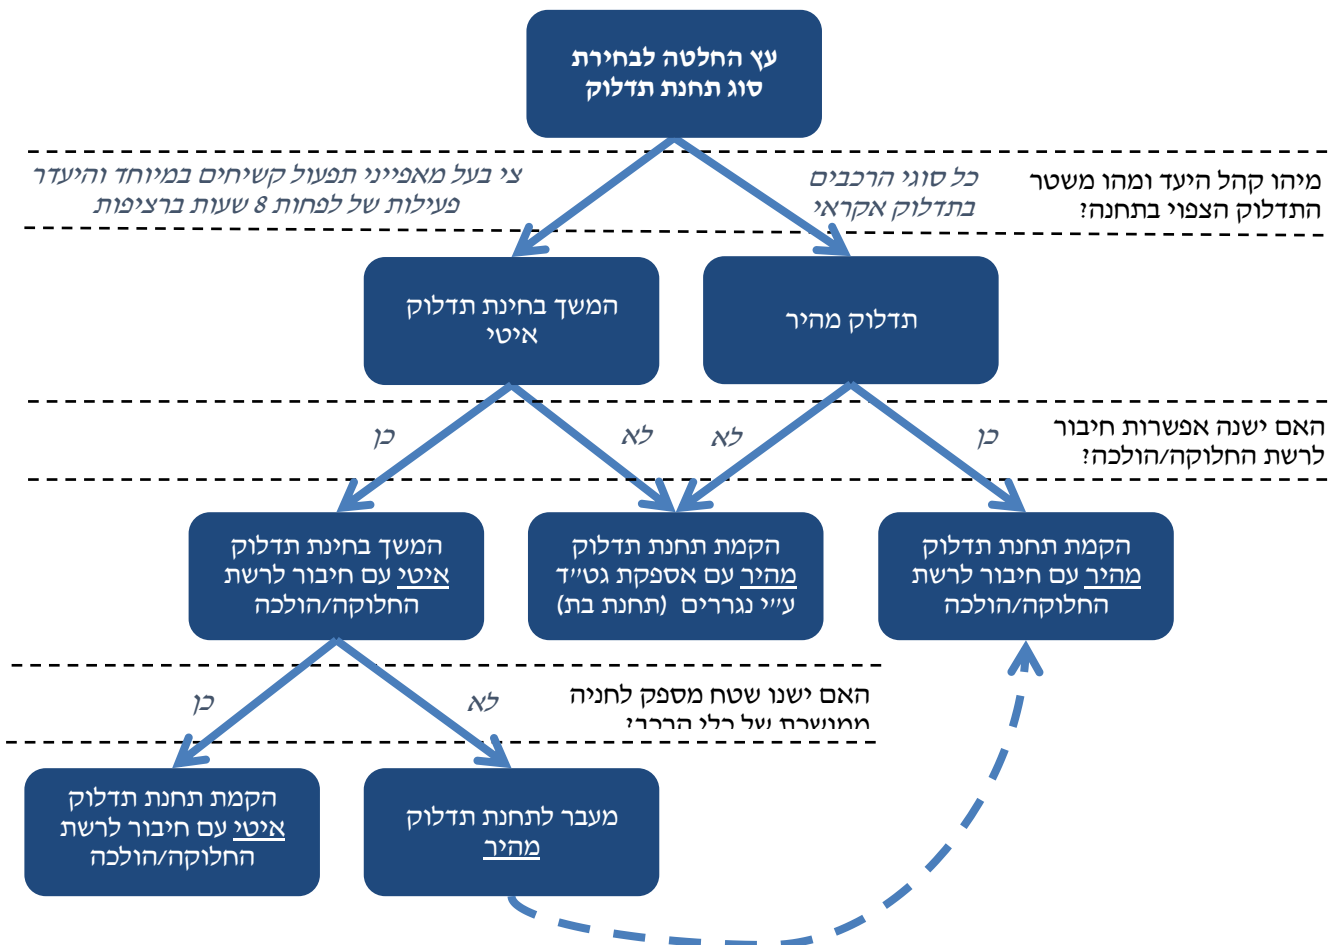 עץ החלטה לבחירת
סוג תחנת תדלוק
מיהו קהל היעד ומהו משטר
התדלוק הצפוי בתחנה?
כל סוגי הרכבים
בתדלוק אקראי
צי בעל מאפייני תפעול קשיחים במיוחד והיעדר
פעילות של לפחות 8 שעות ברציפות
תדלוק מהיר
המשך בחינת תדלוק
איטי
האם ישנה אפשרות חיבור
לרשת החלוקה/הולכה?
כן
לא
לא
כן
הקמת תחנת תדלוק
מהיר עם חיבור לרשת
החלוקה/הולכה
הקמת תחנת תדלוק
מהיר עם אספקת גט״ד
ע״י נגררים (תחנת בת)
המשך בחינת תדלוק
איטי עם חיבור לרשת
החלוקה/הולכה
האם ישנו שטח מספק לחניה
ממושכת של כלי הרכב?
לא
כן
מעבר לתחנת תדלוק
מהיר
הקמת תחנת תדלוק
איטי עם חיבור לרשת
החלוקה/הולכה